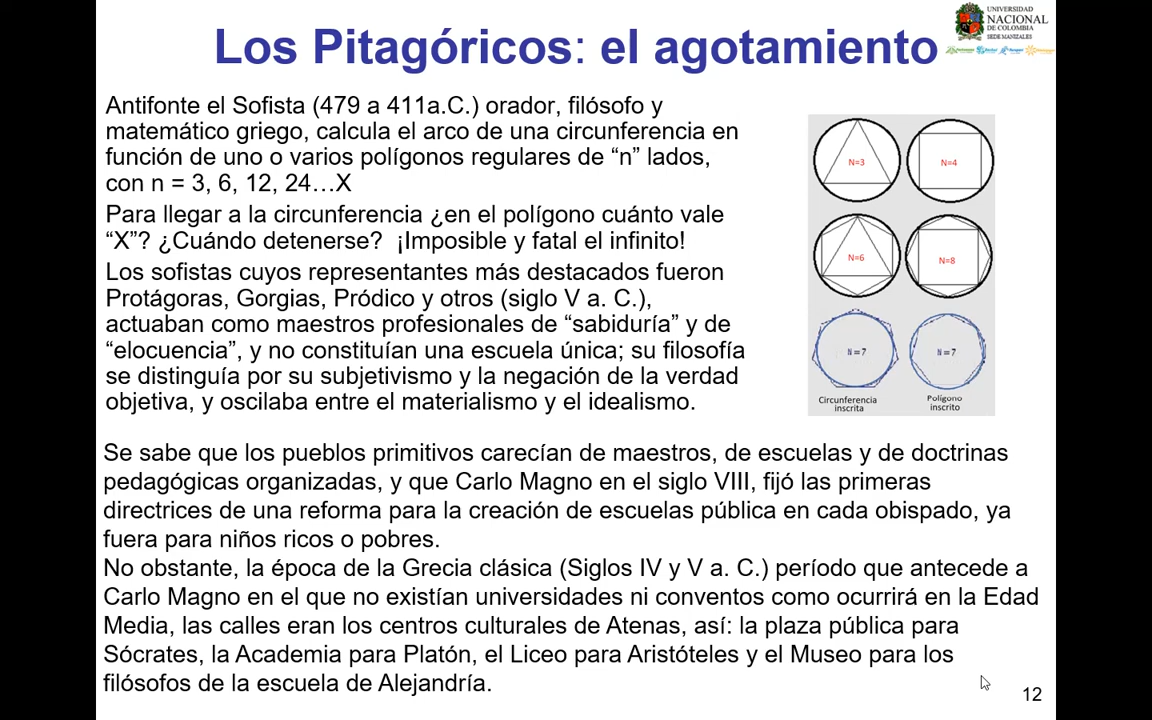 Los Pitagóricos: el agotamiento
UNIVERSIDAD
NACIONAL
DE COLOMBIA
SEDE MANIZALES
Antifonte el Sofista (479 a 411a.C.) orador, filósofo y
matemático griego, calcula el arco de una circunferencia en
función de uno o varios polígonos regulares de “n” lados,
con n = 3, 6, 12, 24…X
Para llegar a la circunferencia ¿en el polígono cuánto vale
“X”? ¿Cuándo detenerse? ¡Imposible y fatal el infinito!
Los sofistas cuyos representantes más destacados fueron
Protágoras, Gorgias, Pródico y otros (siglo V a. C.),
actuaban como maestros profesionales de “sabiduría” y de
“elocuencia”, y no constituían una escuela única; su filosofía
se distinguía por su subjetivismo y la negación de la verdad
objetiva, y oscilaba entre el materialismo y el idealismo.
N=3
N=4
N=6
N=8
N=7
N=7
Circunferencia
inscrita
Polígono
inscrito
Se sabe que los pueblos primitivos carecían de maestros, de escuelas y de doctrinas
pedagógicas organizadas, y que Carlo Magno en el siglo VIII, fijó las primeras
directrices de una reforma para la creación de escuelas pública en cada obispado, ya
fuera para niños ricos o pobres.
No obstante, la época de la Grecia clásica (Siglos IV y V a. C.) período que antecede a
Carlo Magno en el que no existían universidades ni conventos como ocurrirá en la Edad
Media, las calles eran los centros culturales de Atenas, así: la plaza pública para
Sócrates, la Academia para Platón, el Liceo para Aristóteles y el Museo para los
filósofos de la escuela de Alejandría.
12